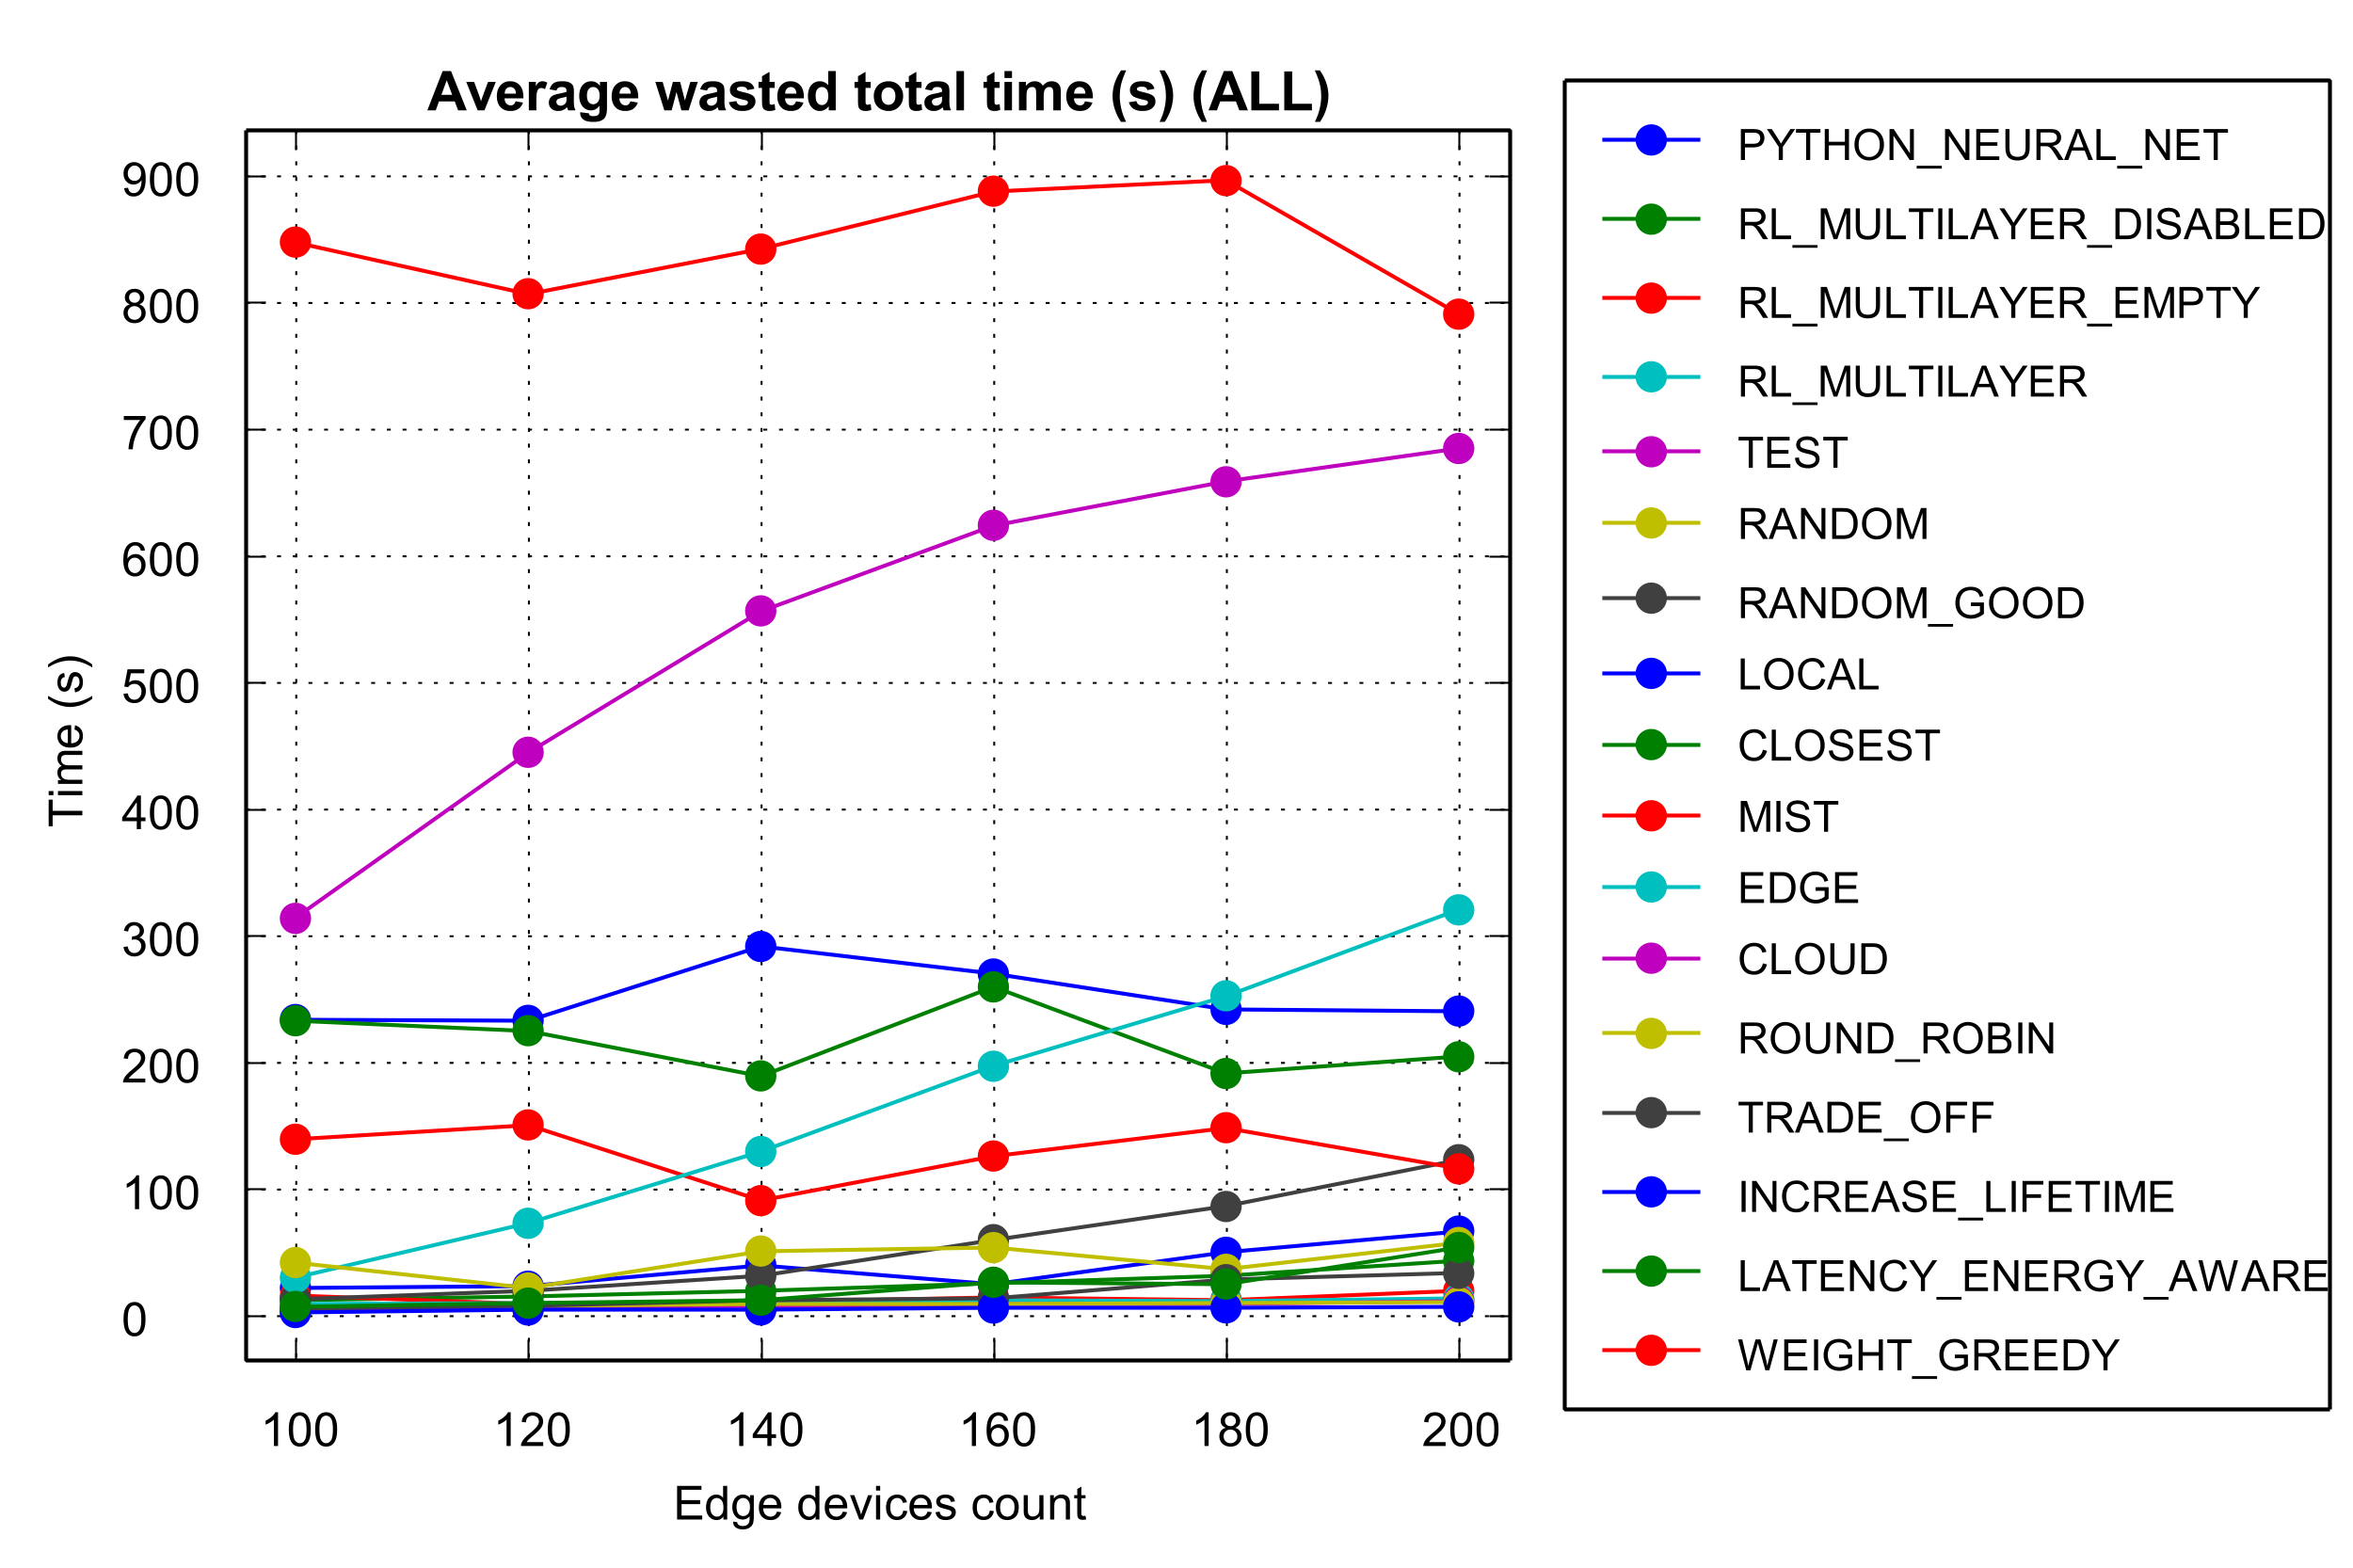 Average wasted total time (s) (ALL)
900
800
700
600
500
400
300
200
100
0
Time (s)
100 120 140 160 180 200
Edge devices count
PYTHON_NEURAL_NET
RL_MULTILAYER_DISABLED
RL_MULTILAYER_EMPTY
RL_MULTILAYER
TEST
RANDOM
RANDOM_GOOD
LOCAL
CLOSEST
MIST
EDGE
CLOUD
ROUND_ROBIN
TRADE_OFF
INCREASE_LIFETIME
LATENCY_ENERGY_AWARE
WEIGHT_GREEDY